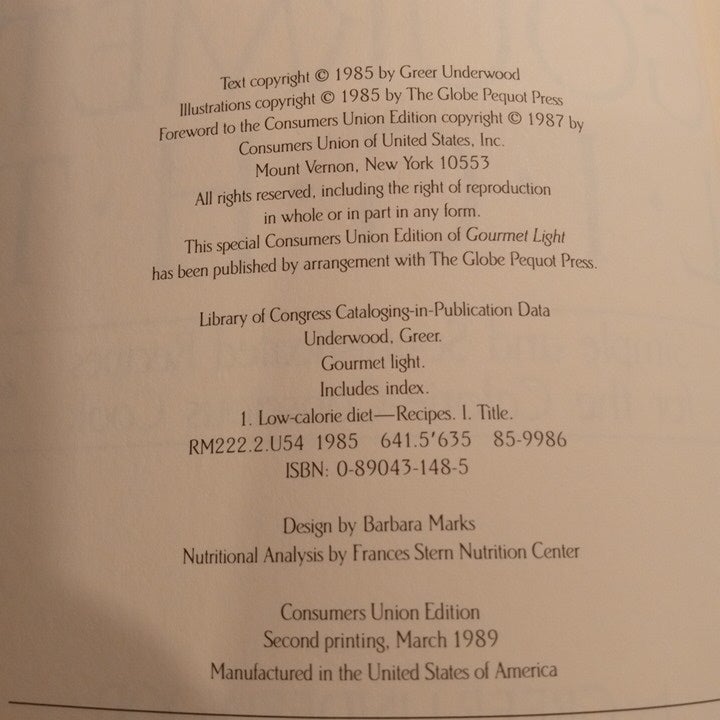 Text copyright © 1985 by Greer Underwood
Illustrations copyright © 1985 by The Globe Pequot Press
Foreword to the Consumers Union Edition copyright © 1987 by
Consumers Union of United States, Inc.
Mount Vernon, New York 10553
All rights reserved, including the right of reproduction
in whole or in part in any form.
This special Consumers Union Edition of Gourmet Light
has been published by arrangement with The Globe Pequot Press.
Library of Congress Cataloging-in-Publication Data
Underwood, Greer.
Gourmet light.
Includes index.
1. Low-calorie diet—Recipes. I. Title.
RM222.2.U54 1985 641.5′635 85-9986
ISBN: 0-89043-148-5
Design by Barbara Marks
Nutritional Analysis by Frances Stern Nutrition Center
Consumers Union Edition
Second printing, March 1989
Manufactured in the United States of America